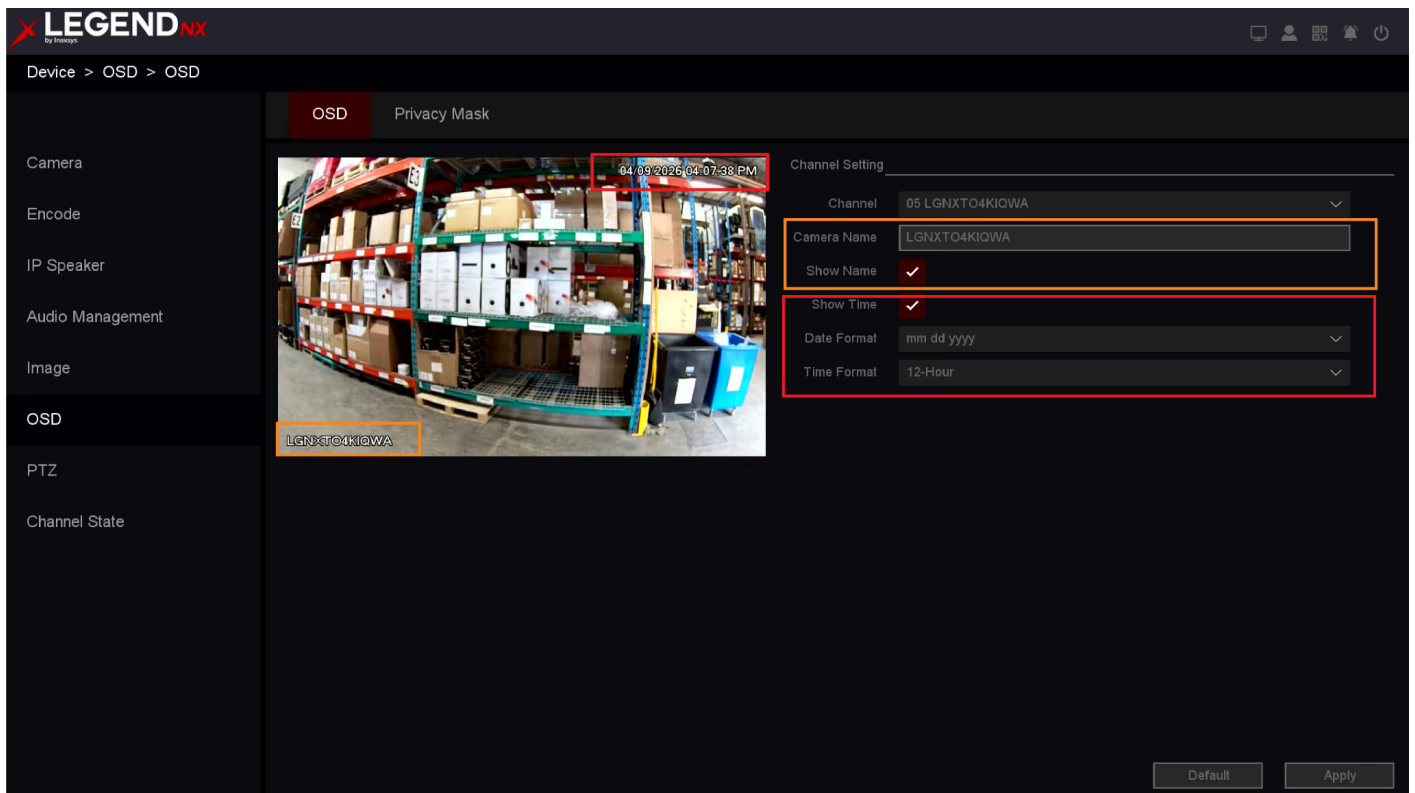 LEGEND NX
by Inaxsys
Device > OSD > OSD
OSD Privacy Mask
Camera
Encode
IP Speaker
Audio Management
Image
OSD
PTZ
Channel State
E3
E2
04/09/2026 04:07:38 PM
LGNXTO4KIQWA
Channel Setting
Channel 05 LGNXTO4KIQWA
Camera Name LGNXTO4KIQWA
Show Name
Show Time
Date Format mm dd yyyy
Time Format 12-Hour
Default Apply